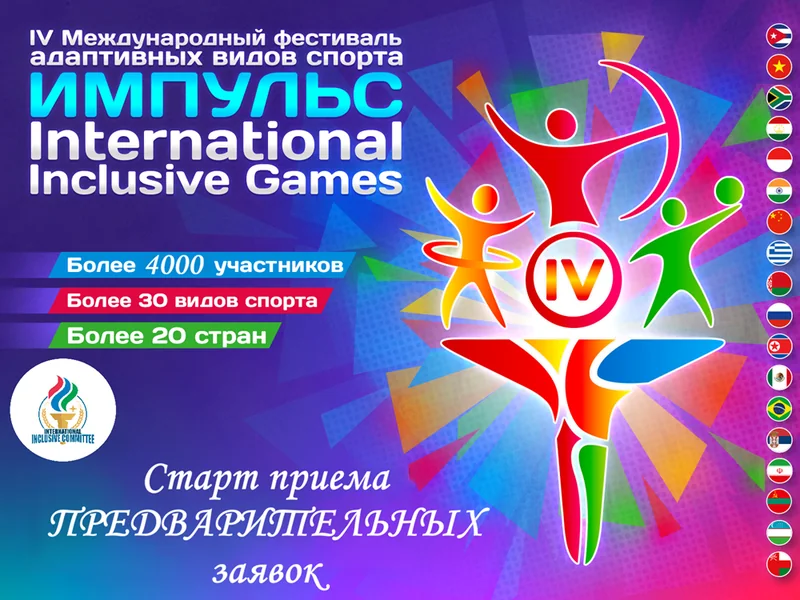 IV Международный фестиваль
адаптивных видов спорта
ИМПУЛЬС
International
Inclusive Games
Более 4000 участников
Более 30 видов спорта
Более 20 стран
IV
INTERNATIONAL
INCLUSIVE COMMITTEE
Старт приема
ПРЕДВАРИТЕЛЬНЫХ
заявок